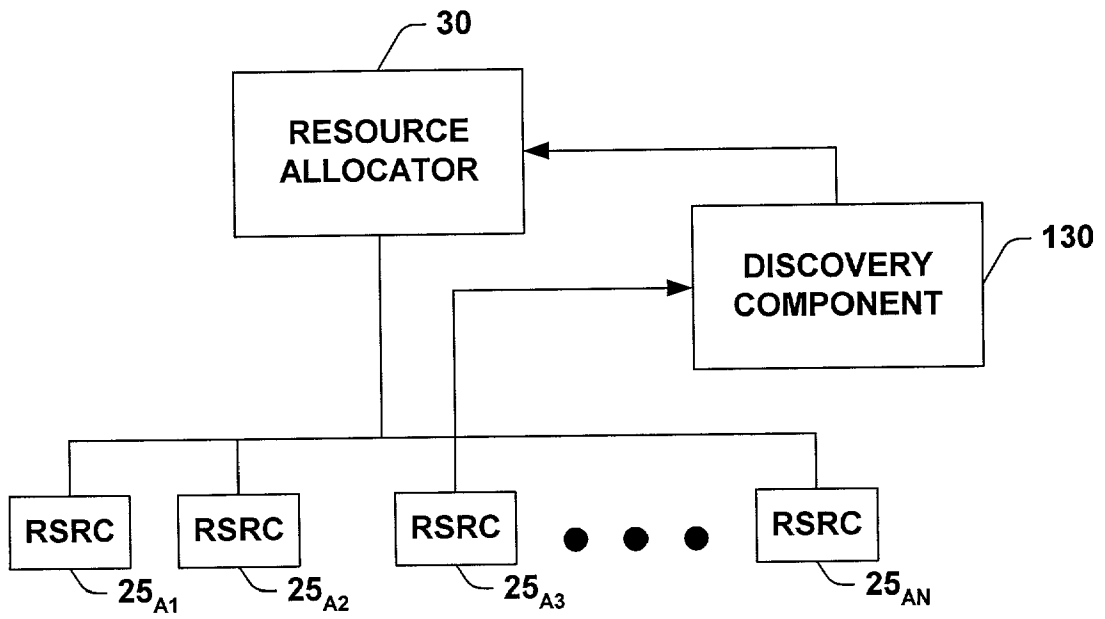 30
RESOURCE
ALLOCATOR
130
DISCOVERY
COMPONENT
RSRC
RSRC
RSRC
RSRC
25A1
25A2
25A3
25AN